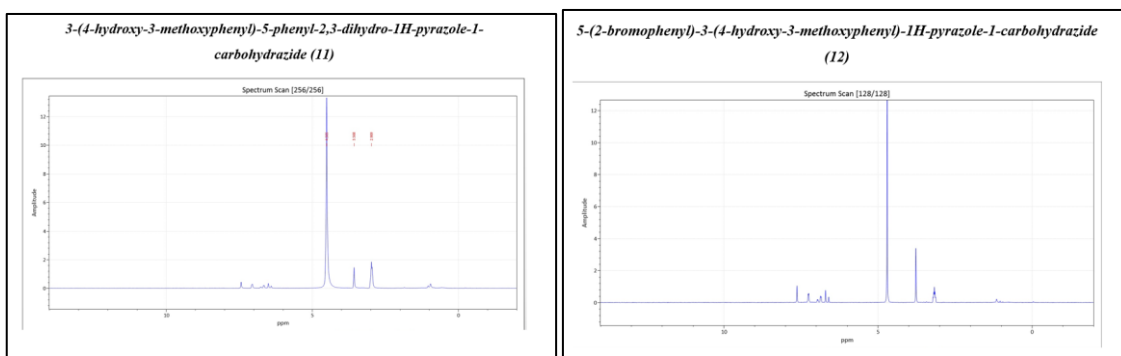 3-(4-hydroxy-3-methoxyphenyl)-5-phenyl-2,3-dihydro-1H-pyrazole-1-
carbohydrazide (11)
Spectrum Scan [256/256]
12
10
8
6
4
2
0
Amplitude
10
5
0
ppm
5-(2-bromophenyl)-3-(4-hydroxy-3-methoxyphenyl)-1H-pyrazole-1-carbohydrazide
(12)
Spectrum Scan [128/128]
12
10
8
6
4
2
0
Amplitude
10
5
0
ppm